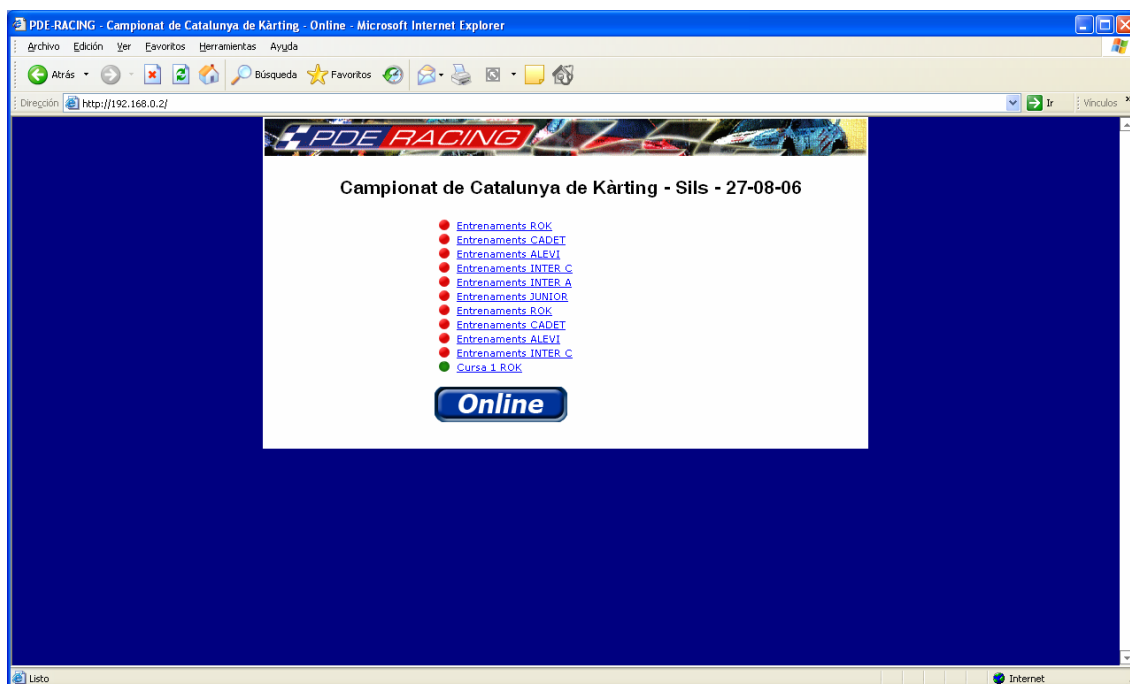 PDE-RACING - Campionat de Catalunya de Kàrting - Online - Microsoft Internet Explorer
Archivo Edición Ver Favoritos Herramientas Ayuda
Atrás Búsqueda Favoritos
Dirección http://192.168.0.2/ Ir Vínculos »
PDE RACING
Campionat de Catalunya de Kàrting - Sils - 27-08-06
Entrenaments ROK
Entrenaments CADET
Entrenaments ALEVI
Entrenaments INTER C
Entrenaments INTER A
Entrenaments JUNIOR
Entrenaments ROK
Entrenaments CADET
Entrenaments ALEVI
Entrenaments INTER C
Cursa 1 ROK
Online
Listo Internet